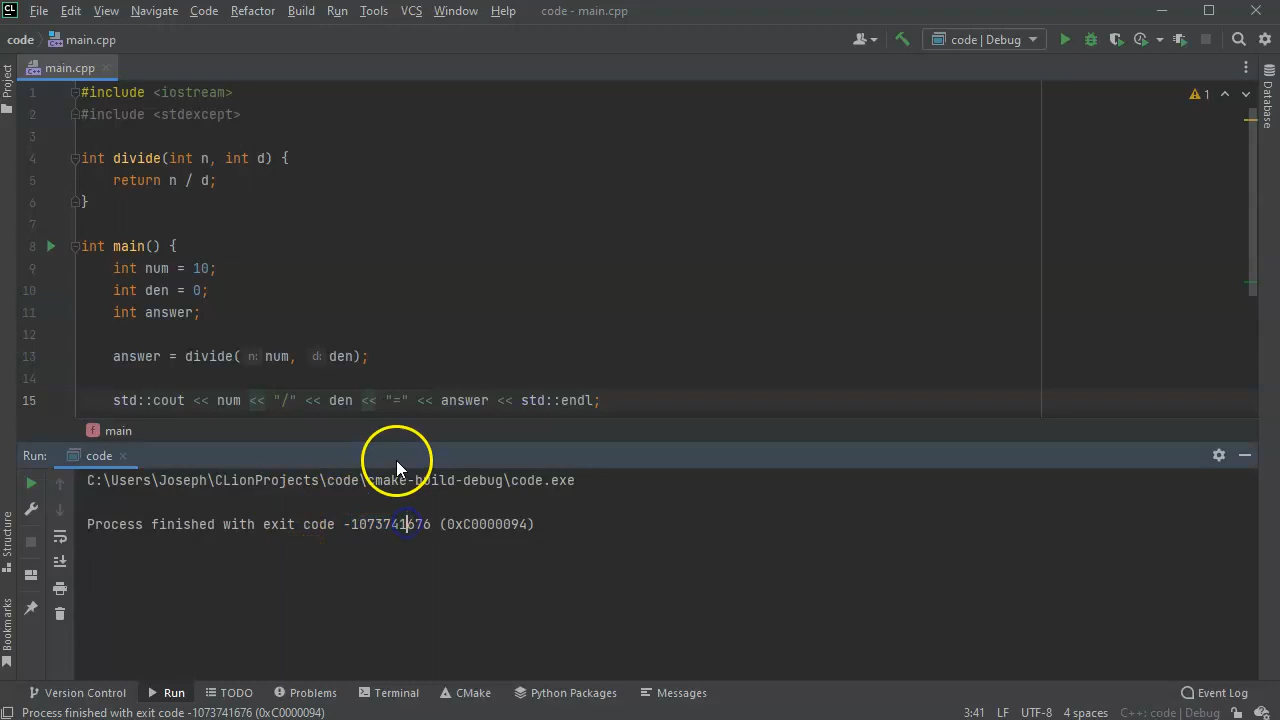 CL File Edit View Navigate Code Refactor Build Run Tools VCS Window Help code - main.cpp
code main.cpp code | Debug
Project main.cpp Database
1 #include <iostream> 1
2 #include <stdexcept>
3
4 int divide(int n, int d) {
5 return n / d;
6 }
7
8 int main() {
9 int num = 10;
10 int den = 0;
11 int answer;
12
13 answer = divide( n: num, d: den);
14
15 std::cout << num << "/" << den << "=" << answer << std::endl;
f main
Run: code
C:\Users\Joseph\CLionProjects\code\cmake-build-debug\code.exe
Process finished with exit code -1073741676 (0xC0000094)
Structure
Bookmarks
Version Control Run TODO Problems Terminal CMake Python Packages Messages Event Log
Process finished with exit code -1073741676 (0xC0000094) 3:41 LF UTF-8 4 spaces C++: code | Debug